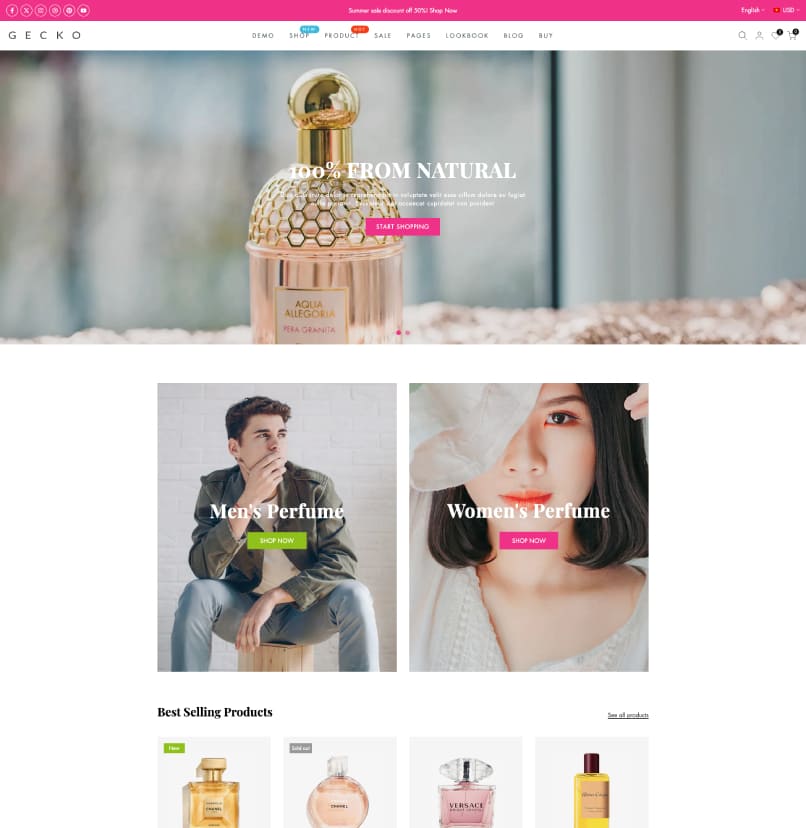 Summer sale discount off 50%! Shop Now
English
USD
GECKO
DEMO
SHOP
NEW
PRODUCT
HOT
SALE
PAGES
LOOKBOOK
BLOG
BUY
1
0
100% FROM NATURAL
in voluptate velit esse cillum dolore eu fugiat
occaecat cupidatat non proident
START SHOPPING
AQUA
ALLEGORIA
PERA GRANITA
Men's Perfume
SHOP NOW
Women's Perfume
SHOP NOW
Best Selling Products
See all products
New
Sold out
CHANEL
CHANEL
VERSACE